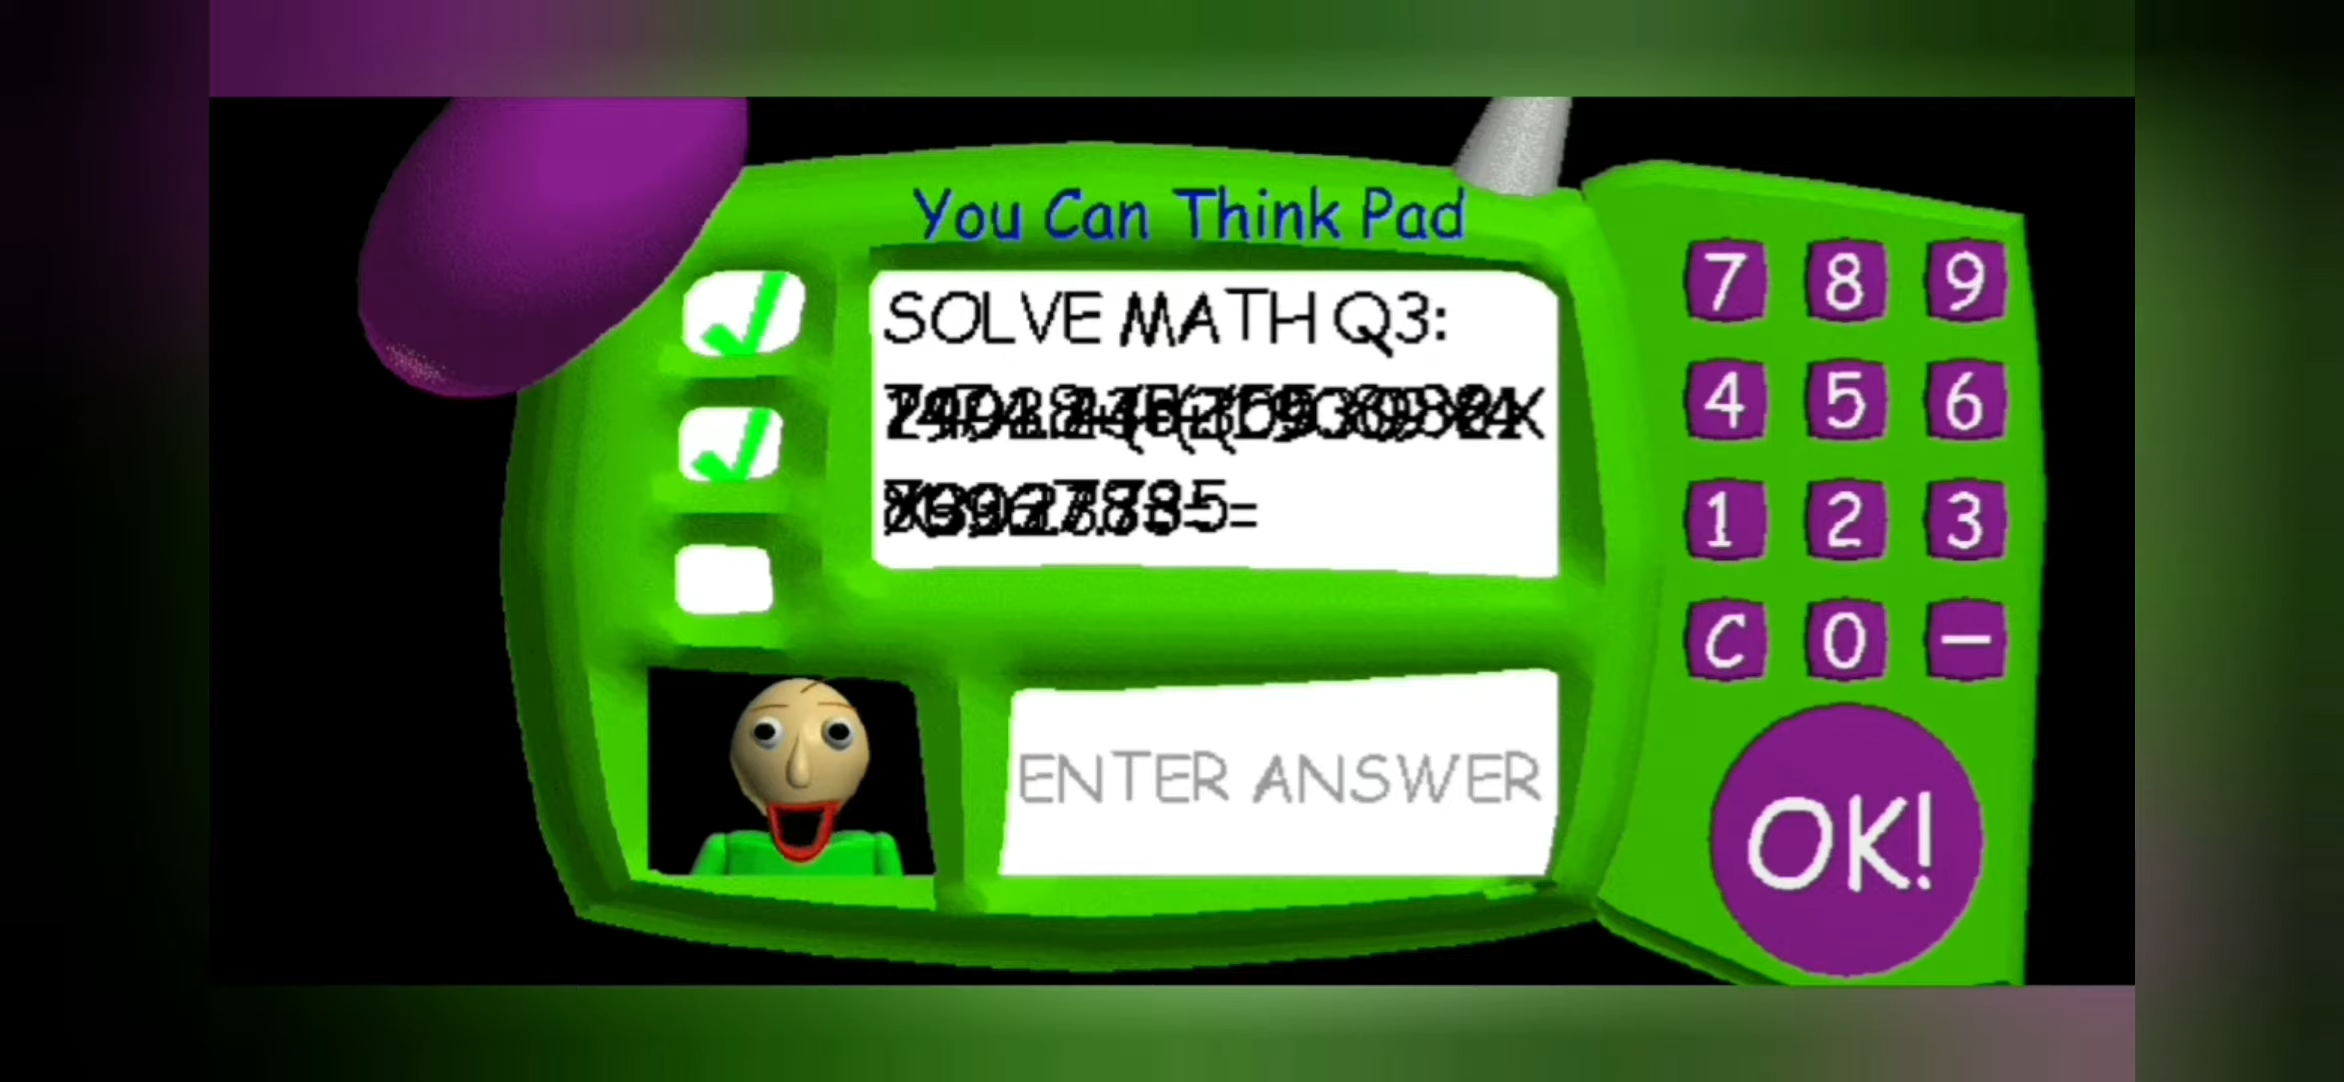 You Can Think Pad
SOLVE MATH Q3:
ENTER ANSWER
7 8 9
4 5 6
1 2 3
C 0 –
OK!